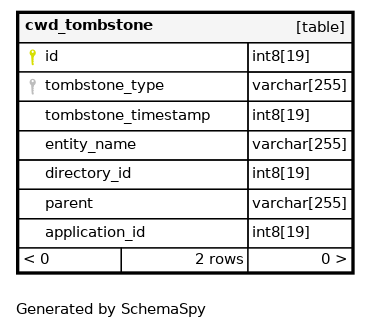 cwd_tombstone [table]
id int8[19]
tombstone_type varchar[255]
tombstone_timestamp int8[19]
entity_name varchar[255]
directory_id int8[19]
parent varchar[255]
application_id int8[19]
< 0 2 rows 0 >
Generated by SchemaSpy